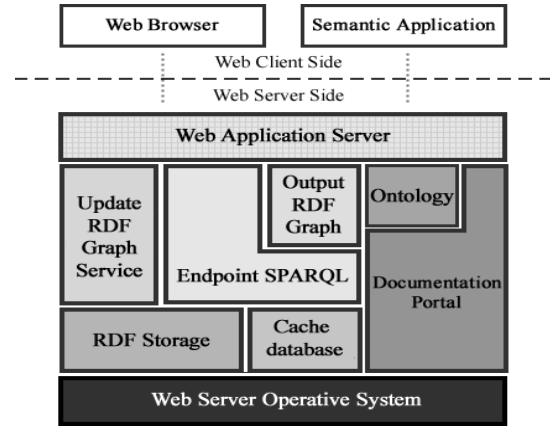 Web Browser
Semantic Application
Web Client Side
Web Server Side
Web Application Server
Update
RDF
Graph
Service
Output
RDF
Graph
Ontology
Endpoint SPARQL
Documentation
Portal
RDF Storage
Cache
database
Web Server Operative System